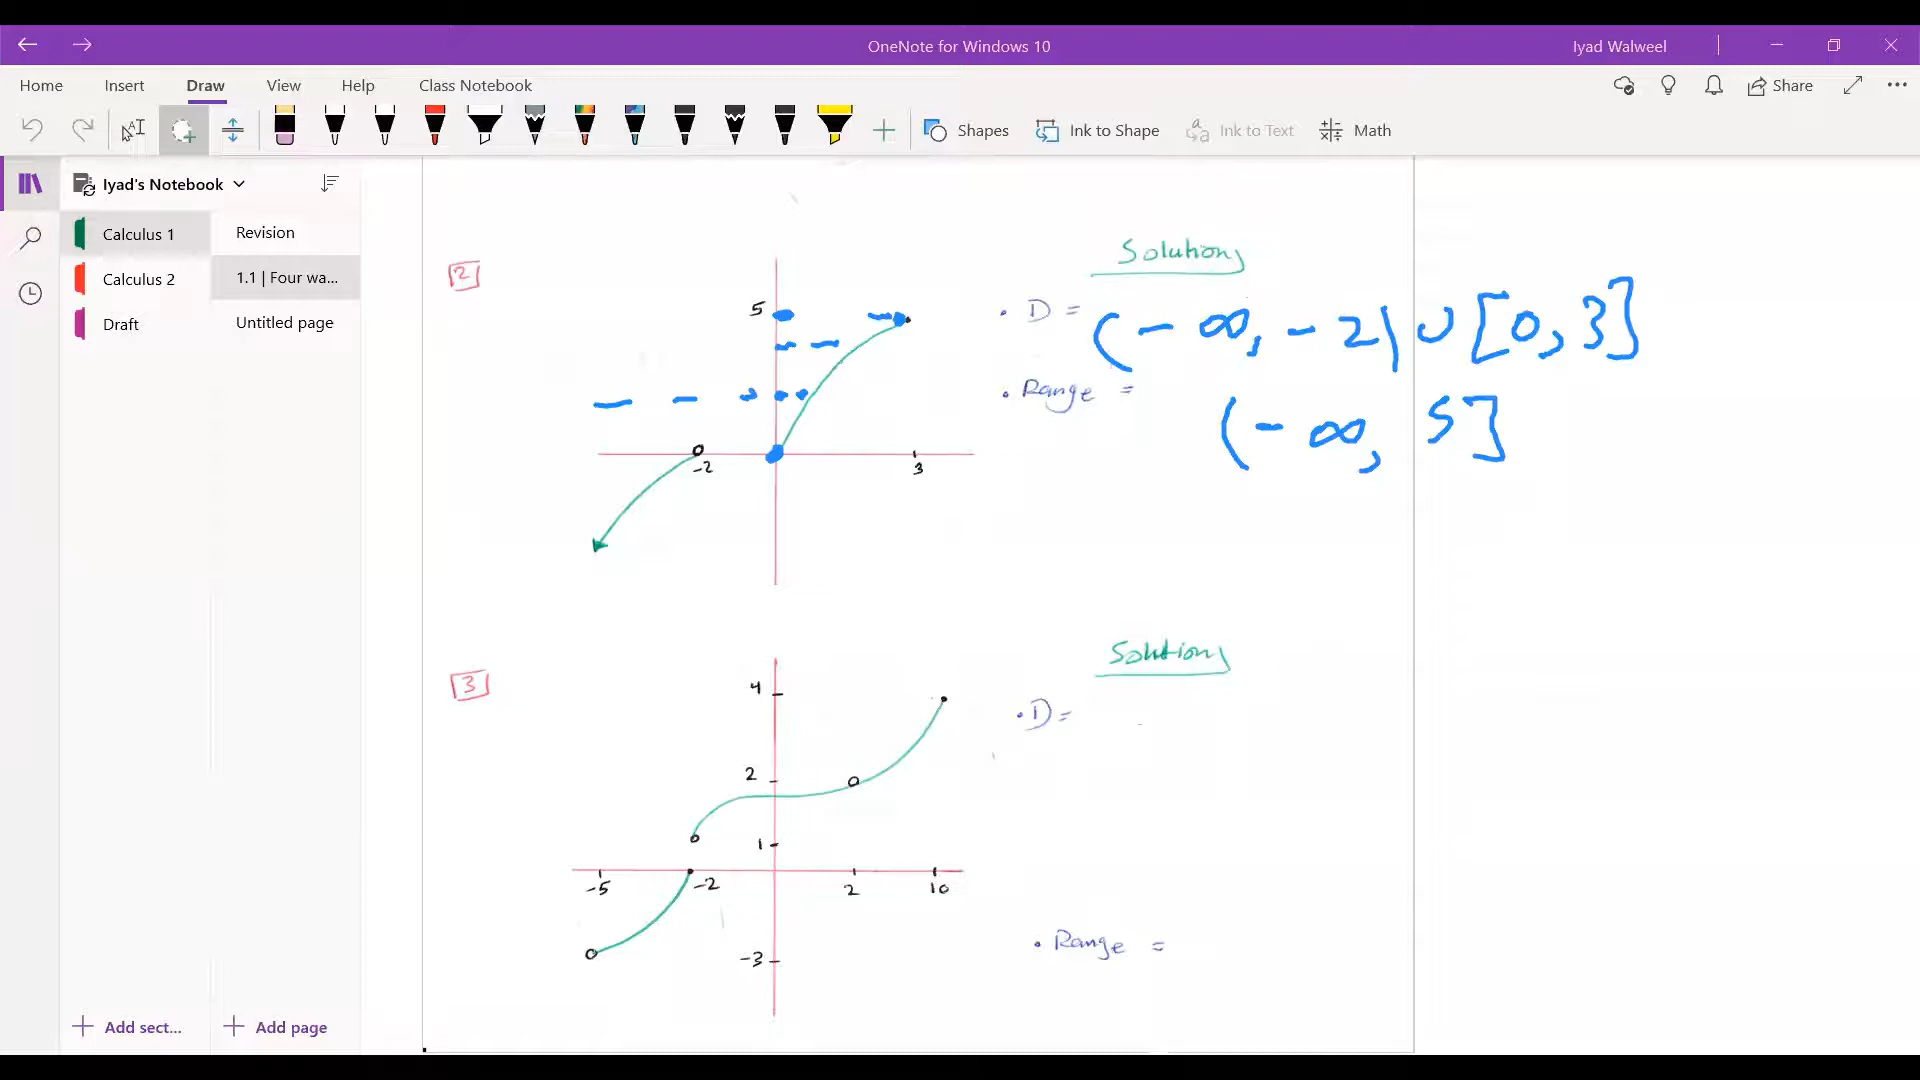 OneNote for Windows 10
Iyad Walweel
Home Insert Draw View Help Class Notebook
Share
Shapes
Ink to Shape
Ink to Text
Math
Iyad's Notebook
Calculus 1
Calculus 2
Draft
Revision
1.1 | Four wa...
Untitled page
Add sect...
Add page
2
5
-2
3
Solutions
• D = (-∞, -2) ∪ [0, 3]
• Range = (-∞, 5]
3
4
2
1
-5 -2 2 10
-3
Solutions
• D =
• Range =